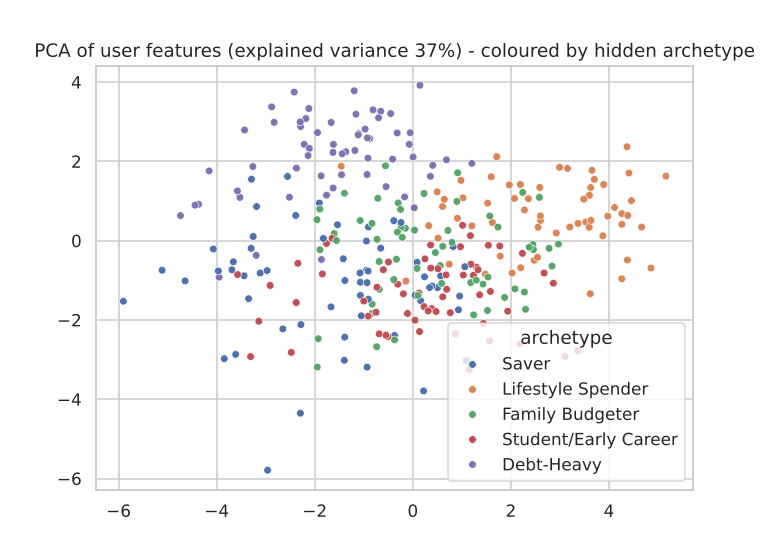 PCA of user features (explained variance 37%) - coloured by hidden archetype
4
2
0
−2
−4
−6
−6
−4
−2
0
2
4
archetype
Saver
Lifestyle Spender
Family Budgeter
Student/Early Career
Debt-Heavy